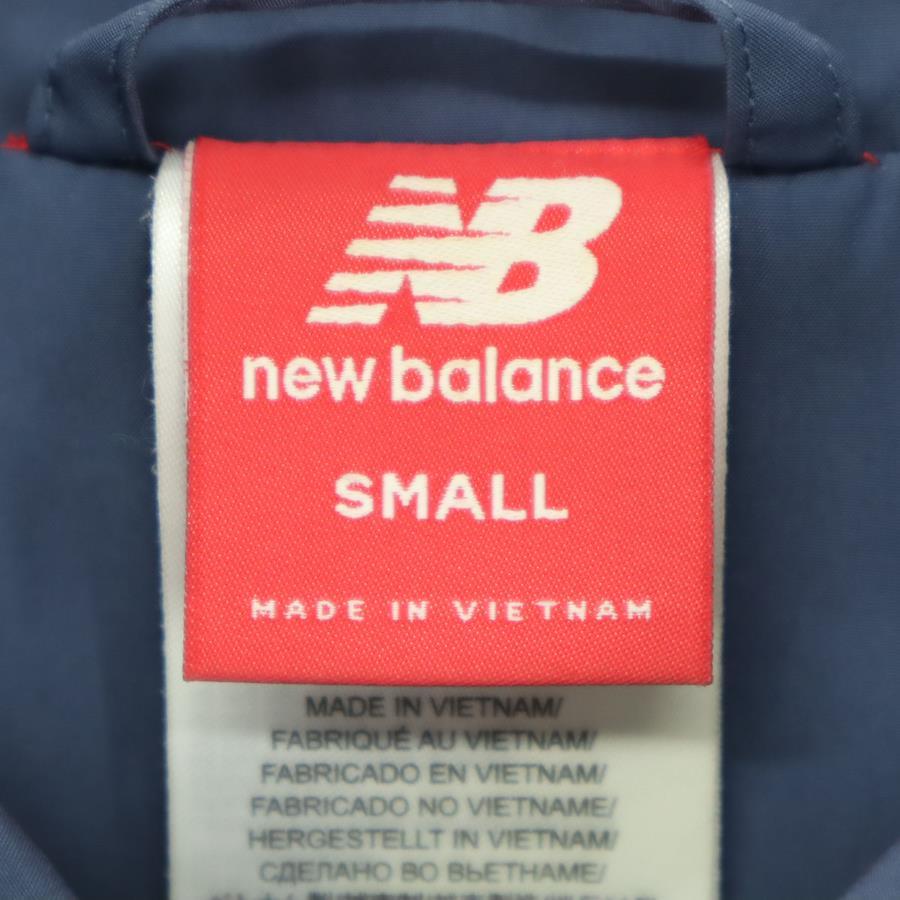 NB
new balance
SMALL
MADE IN VIETNAM
MADE IN VIETNAM/
FABRIQUÉ AU VIETNAM/
FABRICADO EN VIETNAM/
FABRICADO NO VIETNAME/
HERGESTELLT IN VIETNAM/
СДЕЛАНО ВО ВЬЕТНАМЕ/